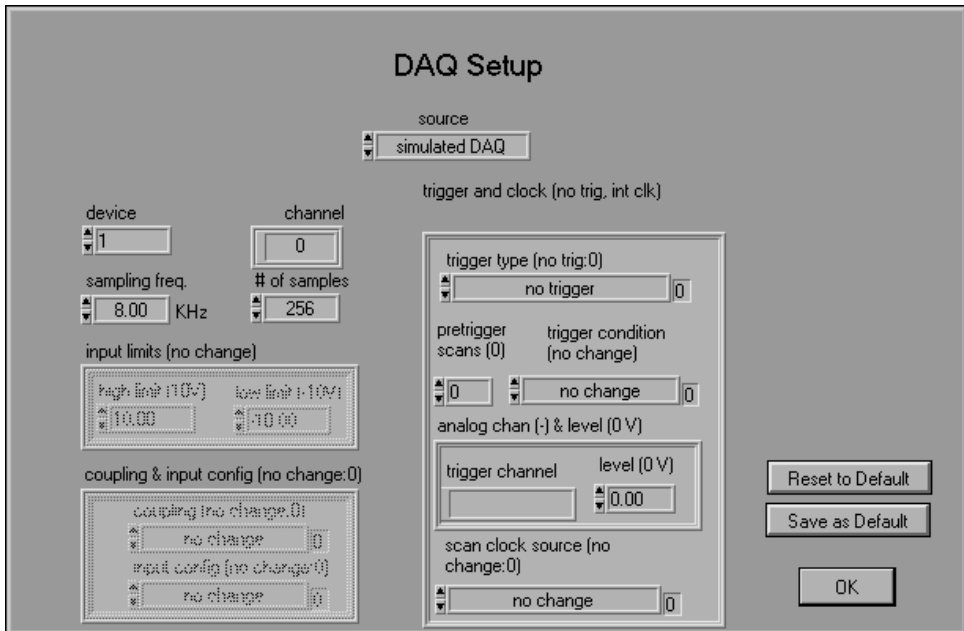 DAQ Setup
source
simulated DAQ
trigger and clock (no trig, int clk)
device
channel
1
0
sampling freq.
# of samples
8.00 KHz
256
input limits (no change)
high limit (10V)
low limit (-10V)
10.00
-10.00
coupling & input config (no change:0)
coupling (no change:0)
no change 0
input config (no change:0)
no change 0
trigger type (no trig:0)
no trigger 0
pretrigger
scans (0)
trigger condition
(no change)
0
no change 0
analog chan (-) & level (0 V)
trigger channel
level (0 V)
0.00
scan clock source (no
change:0)
no change 0
Reset to Default
Save as Default
OK